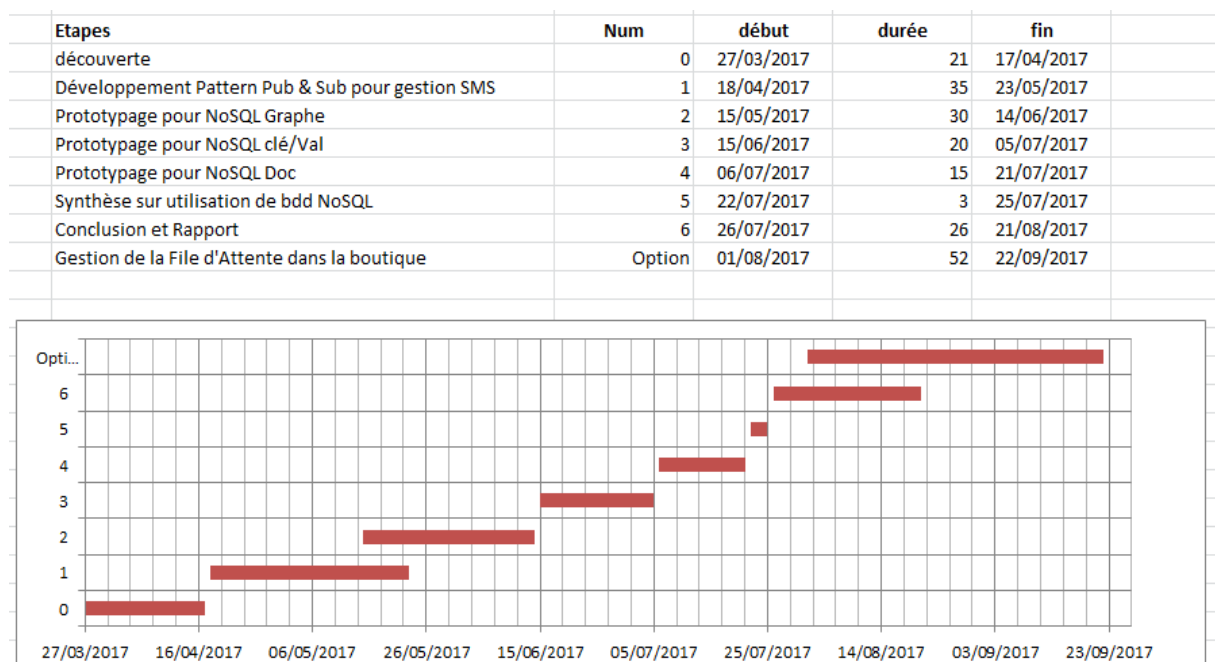 Etapes Num début durée fin
découverte 0 27/03/2017 21 17/04/2017
Développement Pattern Pub & Sub pour gestion SMS 1 18/04/2017 35 23/05/2017
Prototypage pour NoSQL Graphe 2 15/05/2017 30 14/06/2017
Prototypage pour NoSQL clé/Val 3 15/06/2017 20 05/07/2017
Prototypage pour NoSQL Doc 4 06/07/2017 15 21/07/2017
Synthèse sur utilisation de bdd NoSQL 5 22/07/2017 3 25/07/2017
Conclusion et Rapport 6 26/07/2017 26 21/08/2017
Gestion de la File d'Attente dans la boutique Option 01/08/2017 52 22/09/2017
Opti...
6
5
4
3
2
1
0
27/03/2017 16/04/2017 06/05/2017 26/05/2017 15/06/2017 05/07/2017 25/07/2017 14/08/2017 03/09/2017 23/09/2017